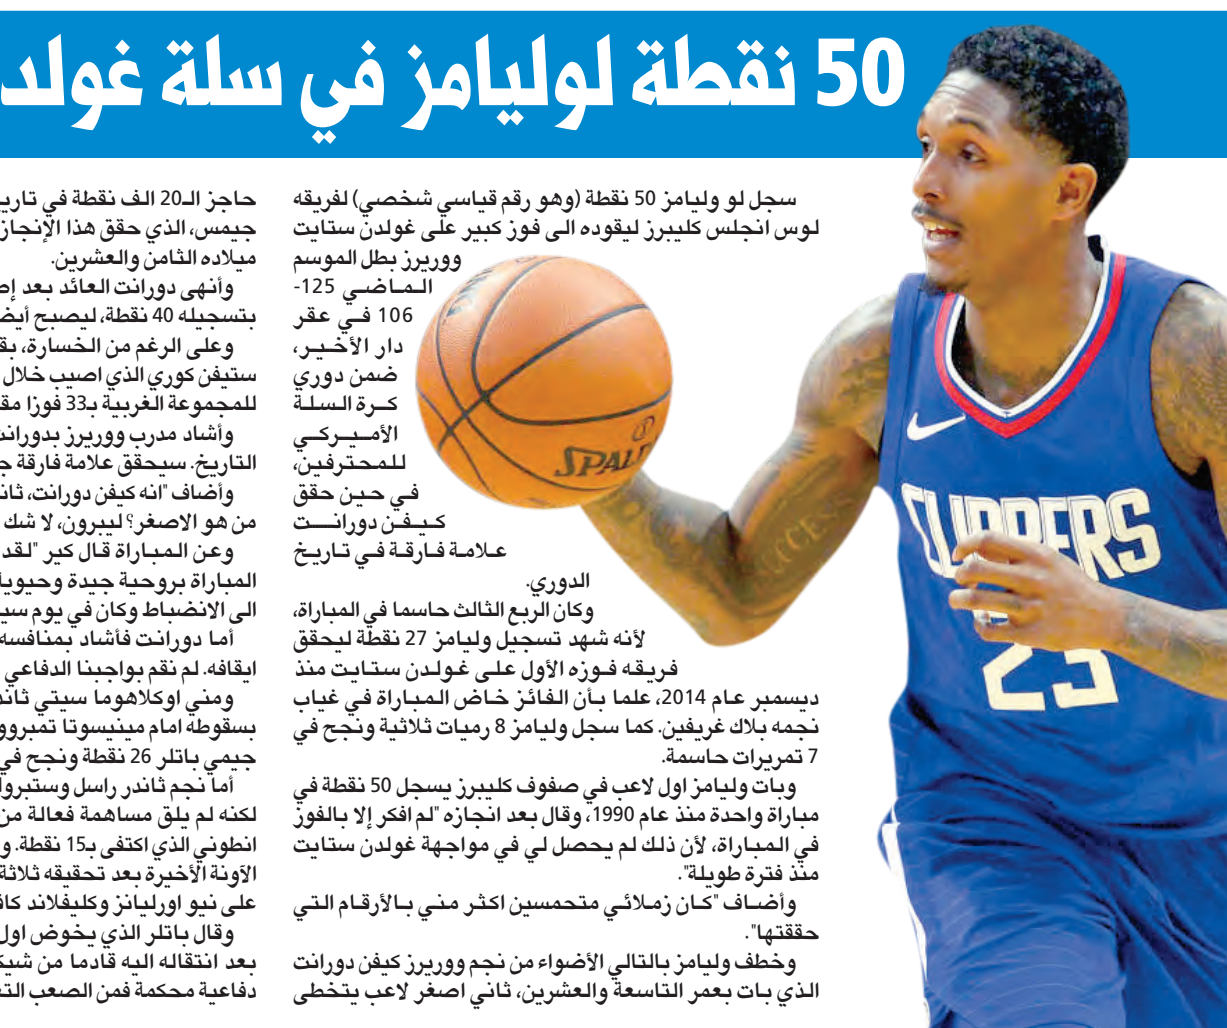 50 نقطة لوليامز في سلة غولد
سجل لو وليامز 50 نقطة (وهو رقم قياسي شخصي) لفريقه
لوس انجلس كليبرز ليقوده الى فوز كبير على غولدن ستايت
ووريرز بطل الموسم
الماضي 125-
106 في عقر
دار الأخير،
ضمن دوري
كرة السلة
الأميركي
للمحترفين،
في حين حقق
كيفن دورانت
علامة فارقة في تاريخ
الدوري.
وكان الربع الثالث حاسما في المباراة،
لأنه شهد تسجيل وليامز 27 نقطة ليحقق
فريقه فوزه الأول على غولدن ستايت منذ
ديسمبر عام 2014، علما بأن الفائز خاض المباراة في غياب
نجمه بلاك غريفين. كما سجل وليامز 8 رميات ثلاثية ونجح في
7 تمريرات حاسمة.
وبات وليامز اول لاعب في صفوف كليبرز يسجل 50 نقطة في
مباراة واحدة منذ عام 1990، وقال بعد انجازه "لم افكر إلا بالفوز
في المباراة، لأن ذلك لم يحصل لي في مواجهة غولدن ستايت
منذ فترة طويلة".
وأضاف "كان زملائي متحمسين اكثر مني بالأرقام التي
حققتها".
وخطف وليامز بالتالي الأضواء من نجم ووريرز كيفن دورانت
الذي بات بعمر التاسعة والعشرين، ثاني اصغر لاعب يتخطى
حاجز الـ20 الف نقطة في
جيمس، الذي حقق هذا الإنجاز
ميلاده الثامن والعشرين.
وأنهى دورانت العائد بعد
بتسجيله 40 نقطة، ليصبح
وعلى الرغم من الخسارة،
ستيفن كوري الذي اصيب خلال
للمجموعة الغربية بـ33 فوزا
وأشاد مدرب ووريرز
التاريخ. سيحقق علامة فارقة
وأضاف "انه كيفن دورانت،
من هو الاصغر؟ ليبرون، لا شك
وعن المباراة قال كير "لقد
المباراة بروحية جيدة
الى الانضباط وكان في يوم
أما دورانت فأشاد بمنافسه
ايقافه. لم نقم بواجبنا الدفاعي
ومني اوكلاهوما سيتي
بسقوطه امام مينيسوتا
جيمي باتلر 26 نقطة ونجح في
أما نجم ثاندر راسل
لكنه لم يلق مساهمة فعالة من
انطوني الذي اكتفى بـ15 نقطة.
الآونة الأخيرة بعد تحقيقه ثلاثة
على نيو اورليانز وكليفلاند
وقال باتلر الذي يخوض اول
بعد انتقاله اليه قادما من
دفاعية محكمة فمن الصعب
CLIPPERS
23